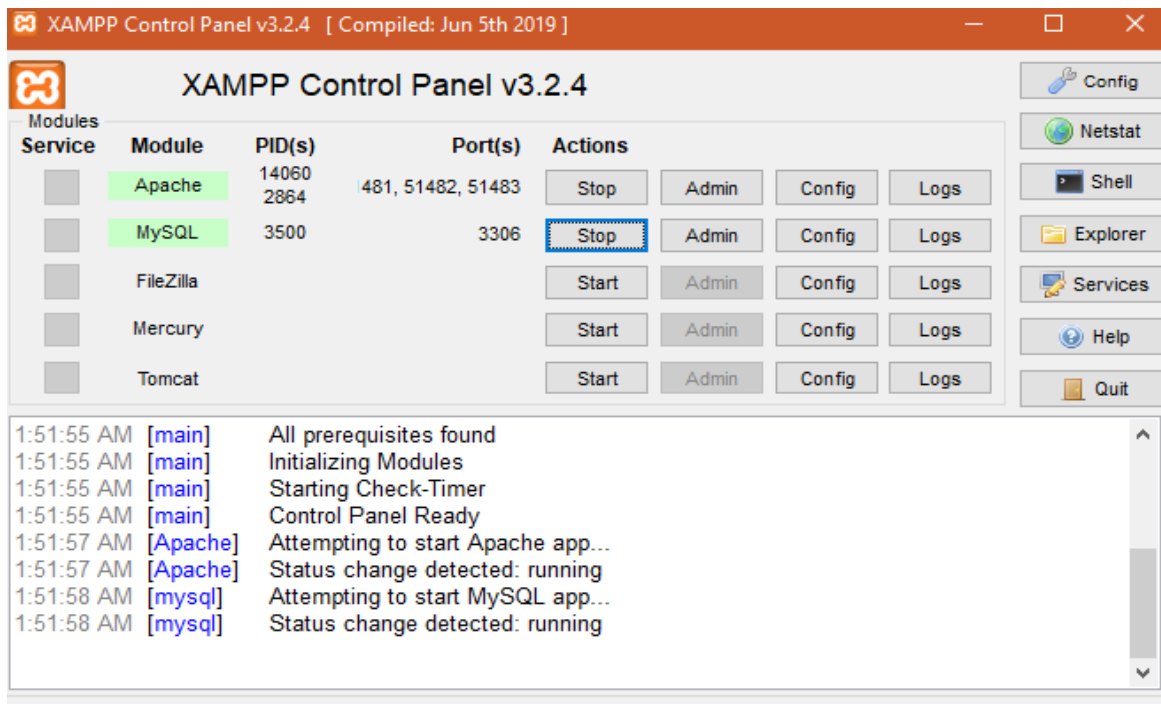 XAMPP Control Panel v3.2.4 [ Compiled: Jun 5th 2019 ]
XAMPP Control Panel v3.2.4
Config
Modules
Netstat
Service Module PID(s) Port(s) Actions
Apache 14060 2864 481, 51482, 51483 Stop Admin Config Logs
Shell
MySQL 3500 3306 Stop Admin Config Logs
Explorer
FileZilla Start Admin Config Logs
Services
Mercury Start Admin Config Logs
Help
Tomcat Start Admin Config Logs
Quit
1:51:55 AM [main] All prerequisites found
1:51:55 AM [main] Initializing Modules
1:51:55 AM [main] Starting Check-Timer
1:51:55 AM [main] Control Panel Ready
1:51:57 AM [Apache] Attempting to start Apache app...
1:51:57 AM [Apache] Status change detected: running
1:51:58 AM [mysql] Attempting to start MySQL app...
1:51:58 AM [mysql] Status change detected: running